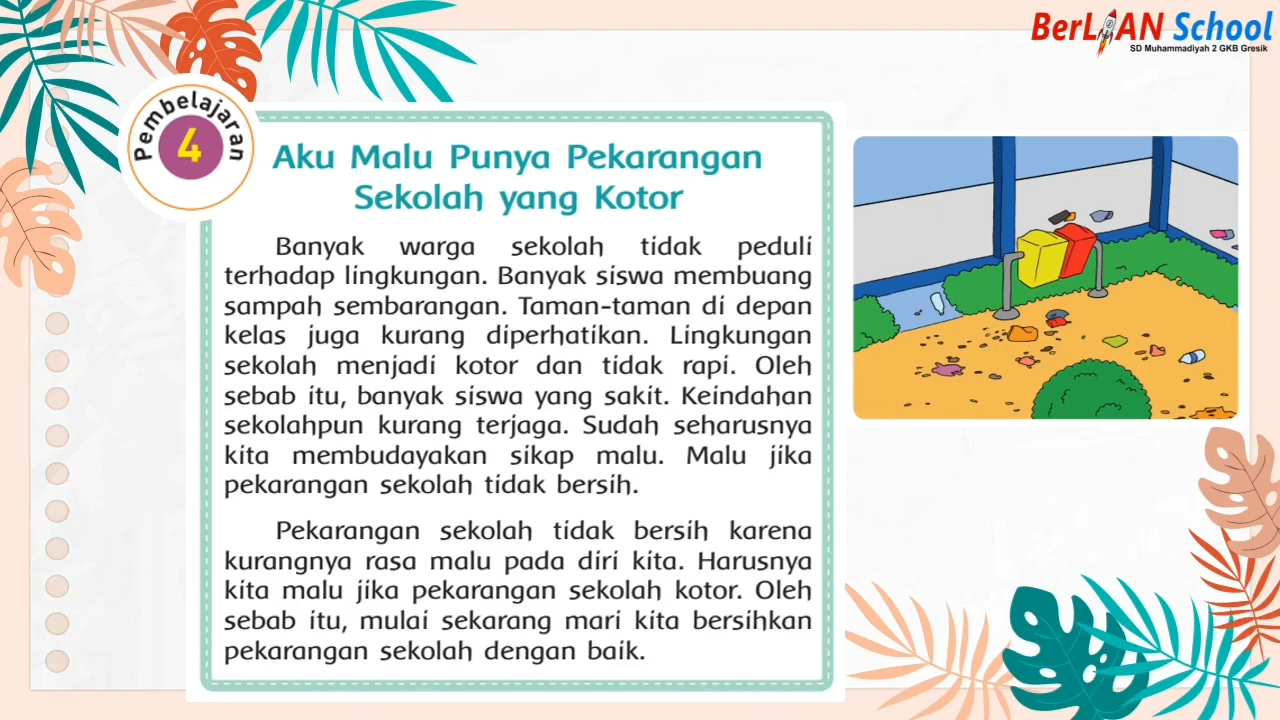 BerLIAN School
SD Muhammadiyah 2 GKB Gresik
Pembelajaran
4
Aku Malu Punya Pekarangan
Sekolah yang Kotor
Banyak warga sekolah tidak peduli
terhadap lingkungan. Banyak siswa membuang
sampah sembarangan. Taman-taman di depan
kelas juga kurang diperhatikan. Lingkungan
sekolah menjadi kotor dan tidak rapi. Oleh
sebab itu, banyak siswa yang sakit. Keindahan
sekolahpun kurang terjaga. Sudah seharusnya
kita membudayakan sikap malu. Malu jika
pekarangan sekolah tidak bersih.
Pekarangan sekolah tidak bersih karena
kurangnya rasa malu pada diri kita. Harusnya
kita malu jika pekarangan sekolah kotor. Oleh
sebab itu, mulai sekarang mari kita bersihkan
pekarangan sekolah dengan baik.